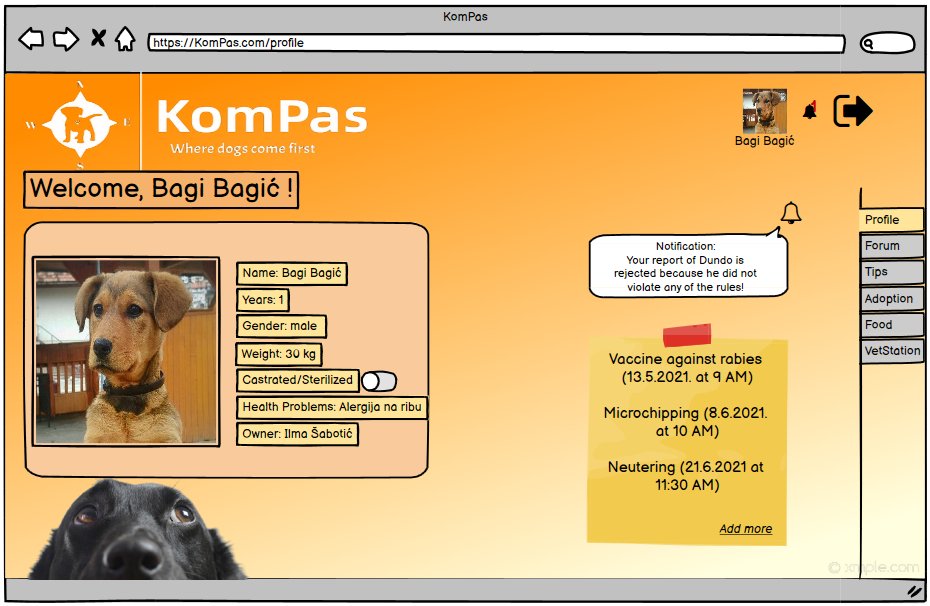 KomPas
https://KomPas.com/profile
N
W
E
S
KomPas
Where dogs come first
Bagi Bagić
Welcome, Bagi Bagić !
Name: Bagi Bagić
Years: 1
Gender: male
Weight: 30 kg
Castrated/Sterilized
Health Problems: Alergija na ribu
Owner: Ilma Šabotić
Notification:
Your report of Dundo is
rejected because he did not
violate any of the rules!
Vaccine against rabies
(13.5.2021. at 9 AM)
Microchipping (8.6.2021.
at 10 AM)
Neutering (21.6.2021 at
11:30 AM)
Add more
Profile
Forum
Tips
Adoption
Food
VetStation
© xmple.com